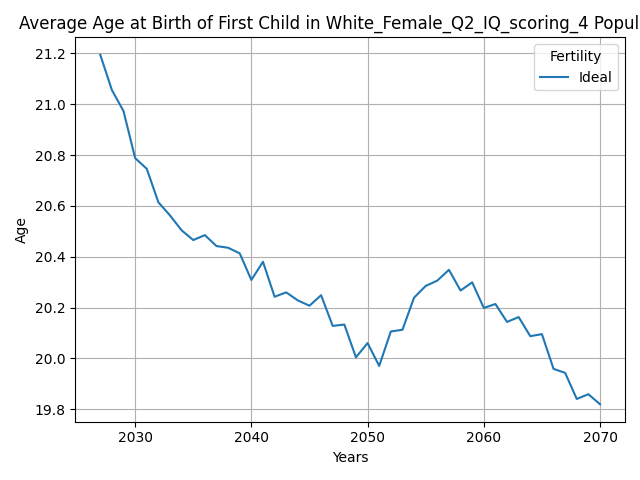 Average Age at Birth of First Child in White_Female_Q2_IQ_scoring_4 Popul
Fertility
Ideal
21.2
21.0
20.8
20.6
20.4
20.2
20.0
19.8
Age
2030 2040 2050 2060 2070
Years